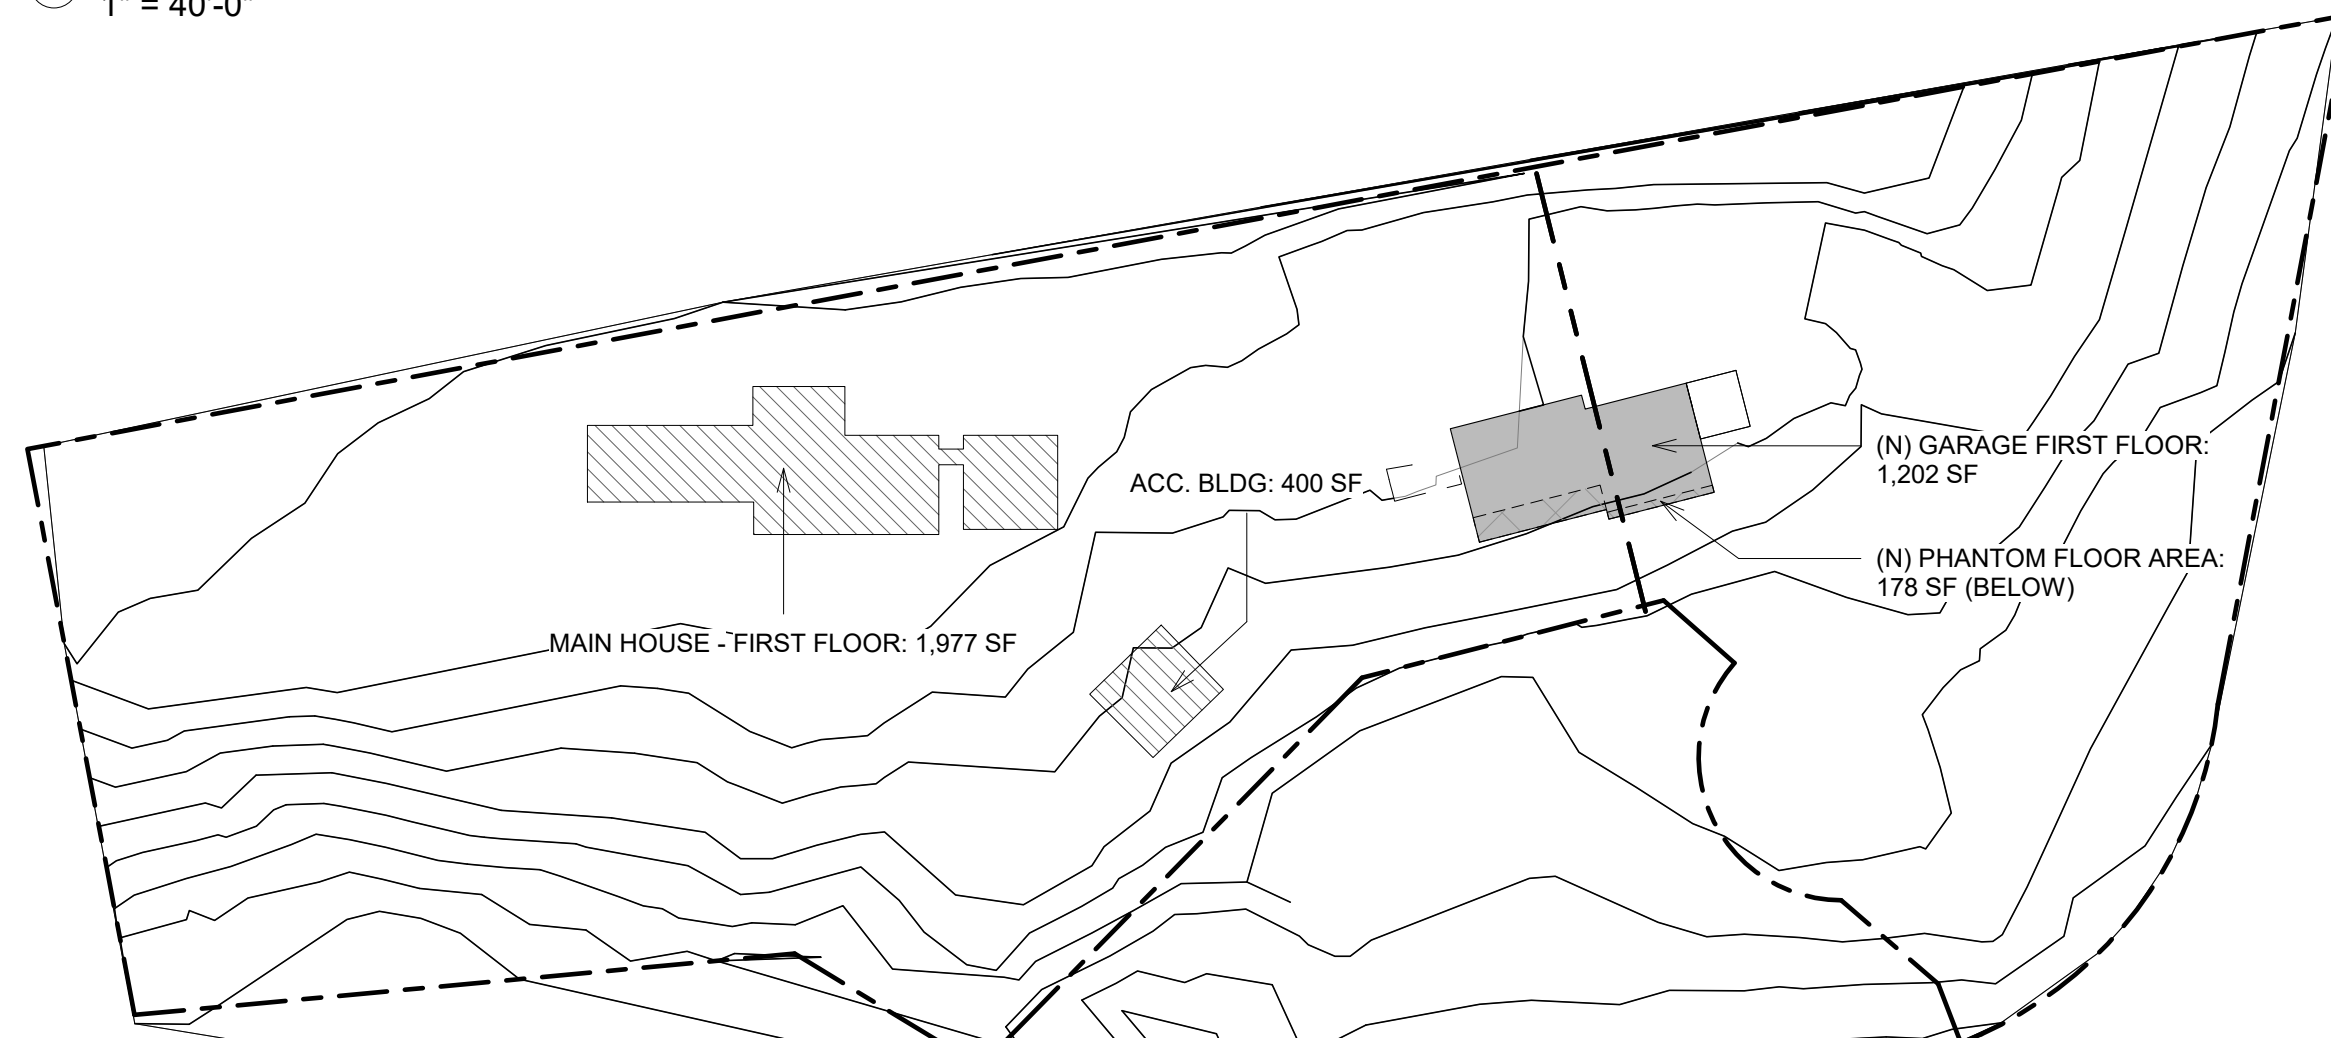 1" = 40'-0"
ACC. BLDG: 400 SF
(N) GARAGE FIRST FLOOR:
1,202 SF
(N) PHANTOM FLOOR AREA:
178 SF (BELOW)
MAIN HOUSE - FIRST FLOOR: 1,977 SF